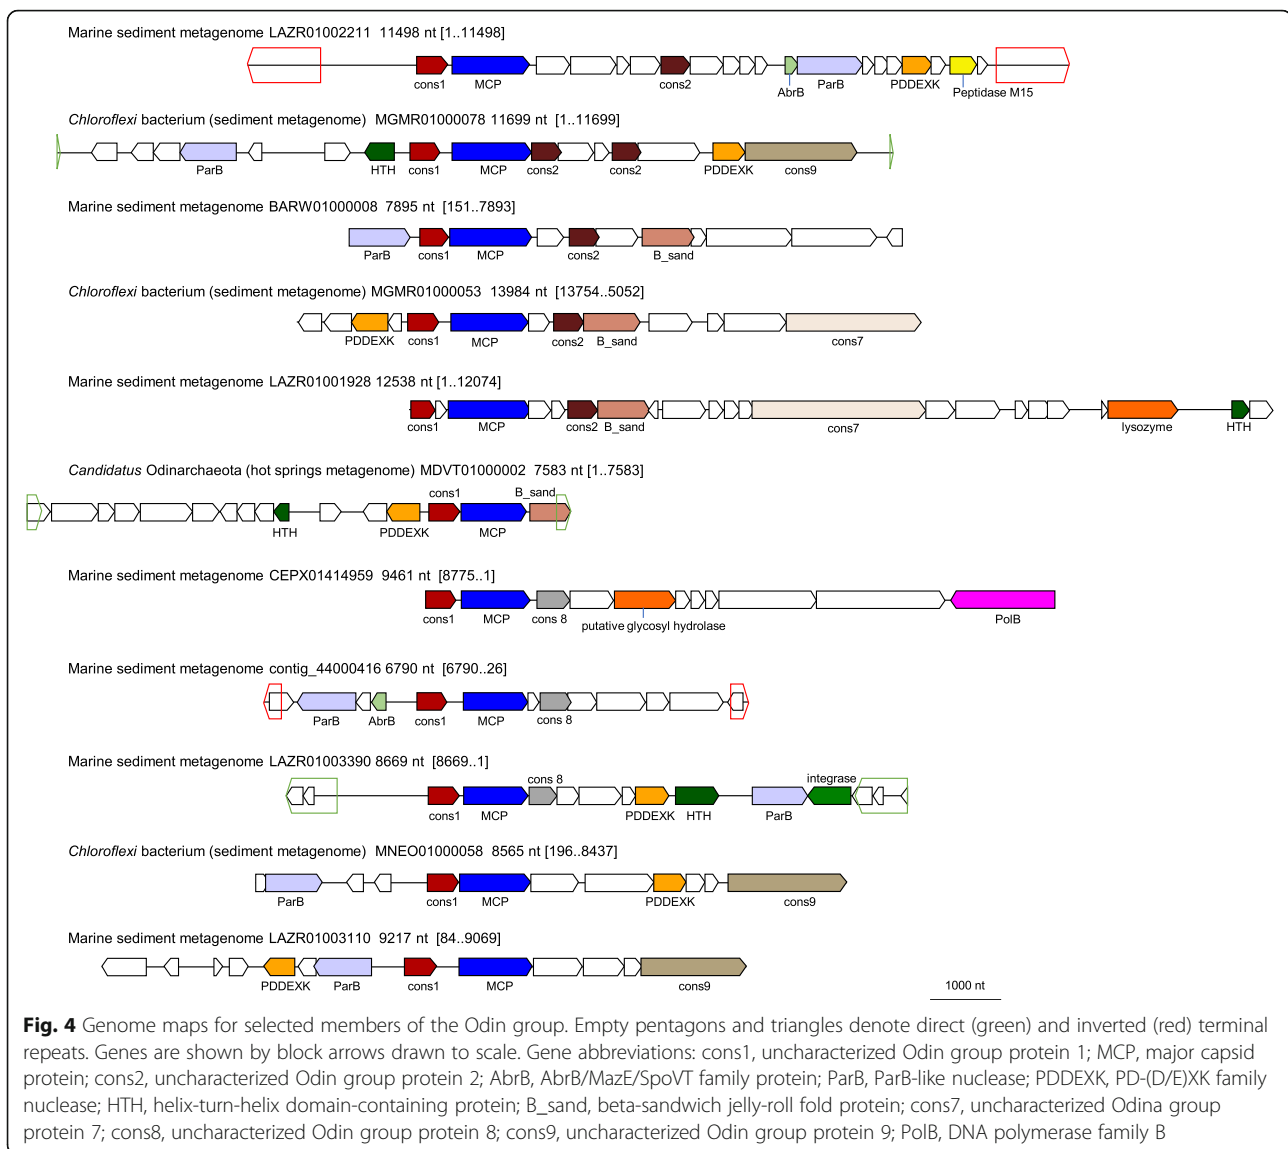 Marine sediment metagenome LAZR01002211 11498 nt [1..11498]
cons1 MCP cons2 AbrB ParB PDDEXK Peptidase M15
Chloroflexi bacterium (sediment metagenome) MGMR01000078 11699 nt [1..11699]
ParB HTH cons1 MCP cons2 cons2 PDDEXK cons9
Marine sediment metagenome BARW01000008 7895 nt [151..7893]
ParB cons1 MCP cons2 B_sand
Chloroflexi bacterium (sediment metagenome) MGMR01000053 13984 nt [13754..5052]
PDDEXK cons1 MCP cons2 B_sand cons7
Marine sediment metagenome LAZR01001928 12538 nt [1..12074]
cons1 MCP cons2 B_sand cons7 lysozyme HTH
Candidatus Odinarchaeota (hot springs metagenome) MDVT01000002 7583 nt [1..7583]
cons1 B_sand
HTH PDDEXK MCP
Marine sediment metagenome CEPX01414959 9461 nt [8775..1]
cons1 MCP cons 8 putative glycosyl hydrolase PolB
Marine sediment metagenome contig_44000416 6790 nt [6790..26]
ParB AbrB cons1 MCP cons 8
Marine sediment metagenome LAZR01003390 8669 nt [8669..1]
cons 8 integrase
cons1 MCP PDDEXK HTH ParB
Chloroflexi bacterium (sediment metagenome) MNEO01000058 8565 nt [196..8437]
ParB cons1 MCP PDDEXK cons9
Marine sediment metagenome LAZR01003110 9217 nt [84..9069]
PDDEXK ParB cons1 MCP cons9
1000 nt
Fig. 4 Genome maps for selected members of the Odin group. Empty pentagons and triangles denote direct (green) and inverted (red) terminal
repeats. Genes are shown by block arrows drawn to scale. Gene abbreviations: cons1, uncharacterized Odin group protein 1; MCP, major capsid
protein; cons2, uncharacterized Odin group protein 2; AbrB, AbrB/MazE/SpoVT family protein; ParB, ParB-like nuclease; PDDEXK, PD-(D/E)XK family
nuclease; HTH, helix-turn-helix domain-containing protein; B_sand, beta-sandwich jelly-roll fold protein; cons7, uncharacterized Odina group
protein 7; cons8, uncharacterized Odin group protein 8; cons9, uncharacterized Odin group protein 9; PolB, DNA polymerase family B